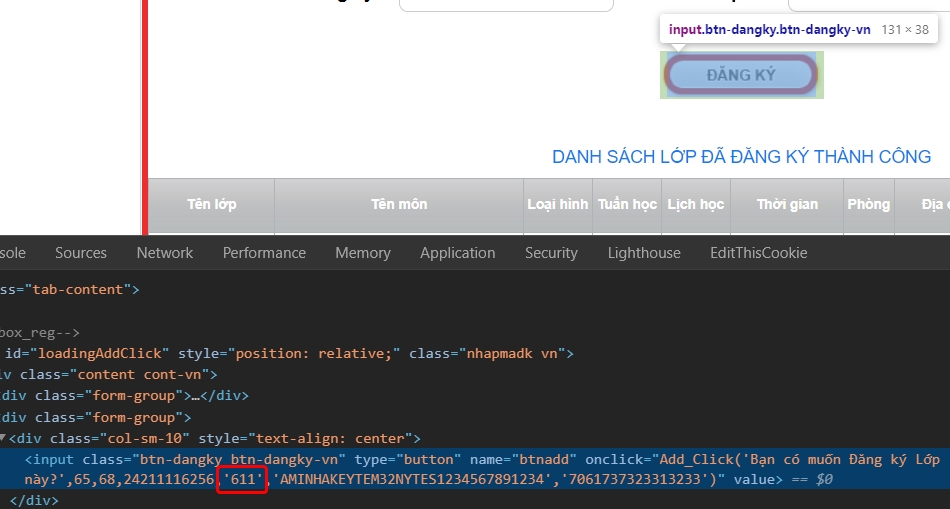 input.btn-dangky.btn-dangky-vn 131 × 38
ĐĂNG KÝ
DANH SÁCH LỚP ĐÃ ĐĂNG KÝ THÀNH CÔNG
Tên lớp Tên môn Loại hình Tuần học Lịch học Thời gian Phòng Địa
sole Sources Network Performance Memory Application Security Lighthouse EditThisCookie
ss="tab-content">
box_reg-->
id="loadingAddClick" style="position: relative;" class="nhapmadk vn">
iv class="content cont-vn">
div class="form-group">…</div>
div class="form-group">
▼<div class="col-sm-10" style="text-align: center">
<input class="btn-dangky btn-dangky-vn" type="button" name="btnadd" onclick="Add_Click('Bạn có muốn Đăng ký Lớp
này?',65,68,24211116256,'611','AMINHAKEYTEM32NYTES1234567891234','7061737323313233')" value> == $0
</div>